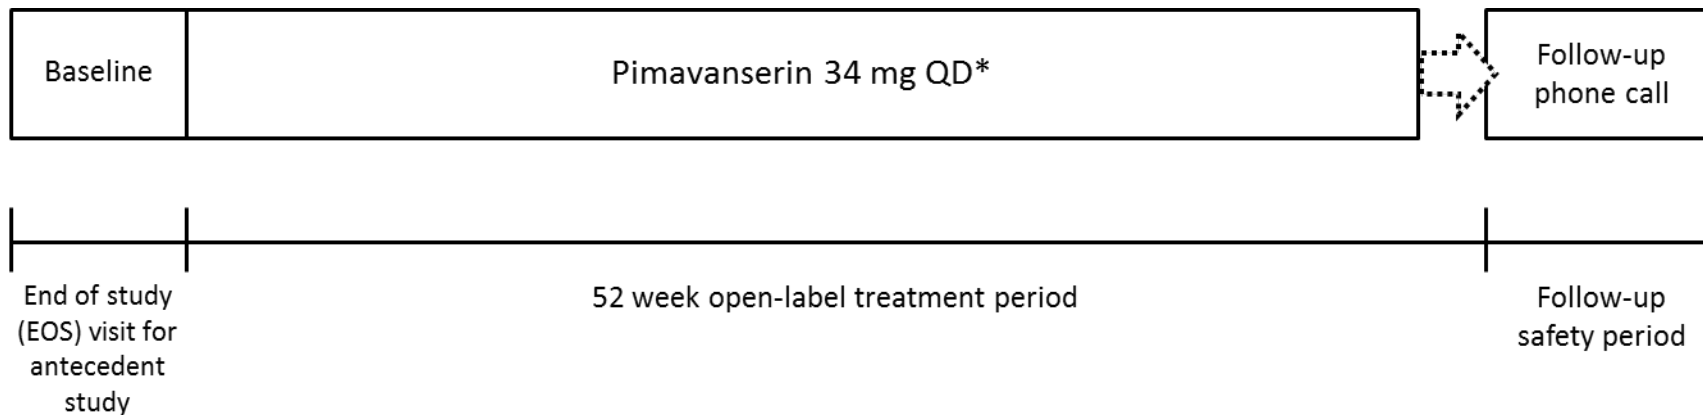 Baseline
Pimavanserin 34 mg QD*
Follow-up
phone call
End of study
(EOS) visit for
antecedent
study
52 week open-label treatment period
Follow-up
safety period